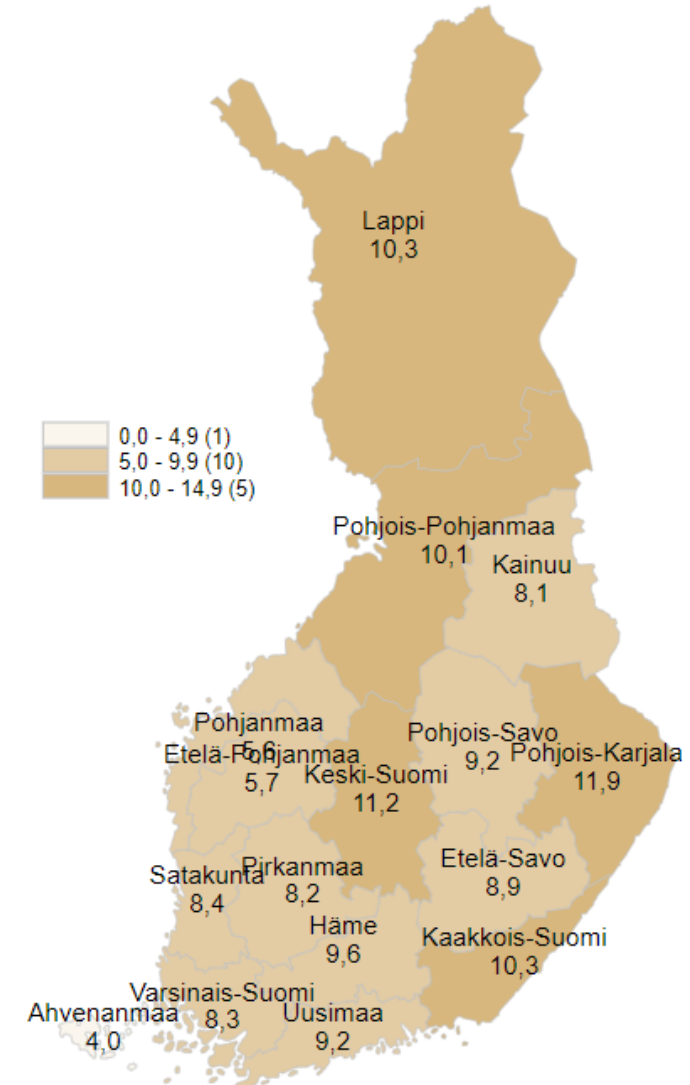 Lappi
10,3
0,0 - 4,9 (1)
5,0 - 9,9 (10)
10,0 - 14,9 (5)
Pohjois-Pohjanmaa
10,1
Kainuu
8,1
Pohjanmaa
5,6
Etelä-Pohjanmaa
5,7
Keski-Suomi
11,2
Pohjois-Savo
9,2
Pohjois-Karjala
11,9
Satakunta
8,4
Pirkanmaa
8,2
Etelä-Savo
8,9
Häme
9,6
Kaakkois-Suomi
10,3
Varsinais-Suomi
8,3
Uusimaa
9,2
Ahvenanmaa
4,0